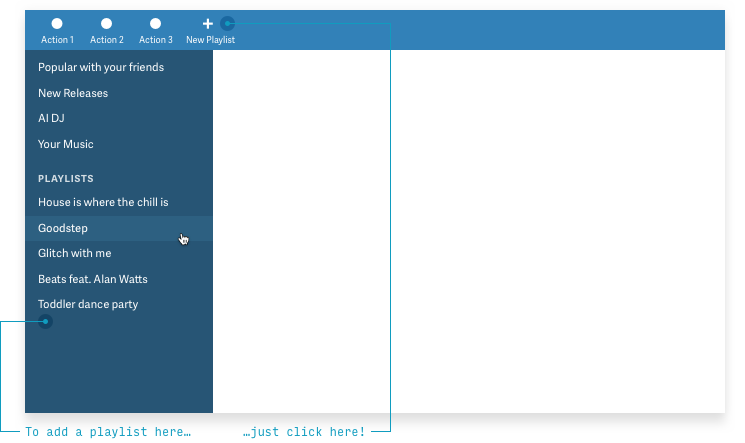 Action 1 Action 2 Action 3 New Playlist
Popular with your friends
New Releases
AI DJ
Your Music
PLAYLISTS
House is where the chill is
Goodstep
Glitch with me
Beats feat. Alan Watts
Toddler dance party
To add a playlist here… …just click here!